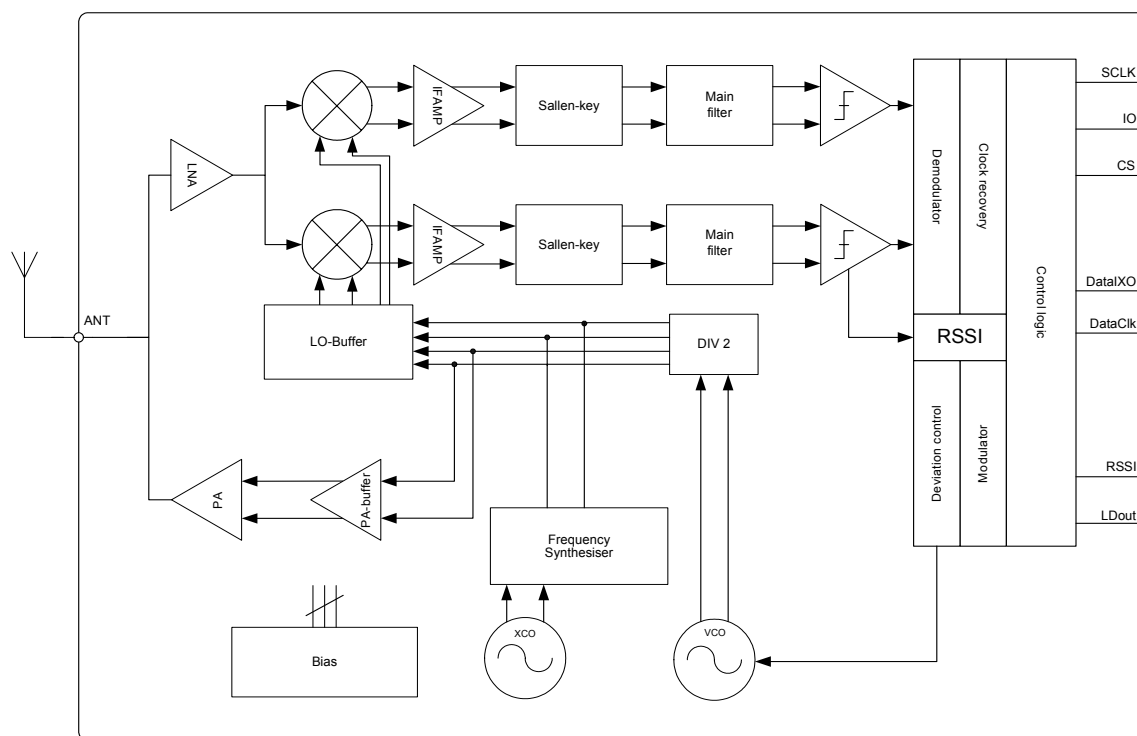 SCLK
IO
CS
DataIXO
DataClk
RSSI
LDout
IFAMP
Sallen-key
Main
filter
LNA
IFAMP
Sallen-key
Main
filter
Demodulator
Clock recovery
Control logic
RSSI
Deviation control
Modulator
ANT
LO-Buffer
DIV 2
PA
PA-buffer
Frequency
Synthesiser
XCO
VCO
Bias